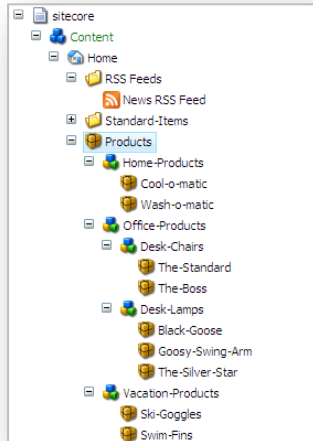 sitecore
Content
Home
RSS Feeds
News RSS Feed
Standard-Items
Products
Home-Products
Cool-o-matic
Wash-o-matic
Office-Products
Desk-Chairs
The-Standard
The-Boss
Desk-Lamps
Black-Goose
Goosy-Swing-Arm
The-Silver-Star
Vacation-Products
Ski-Goggles
Swim-Fins